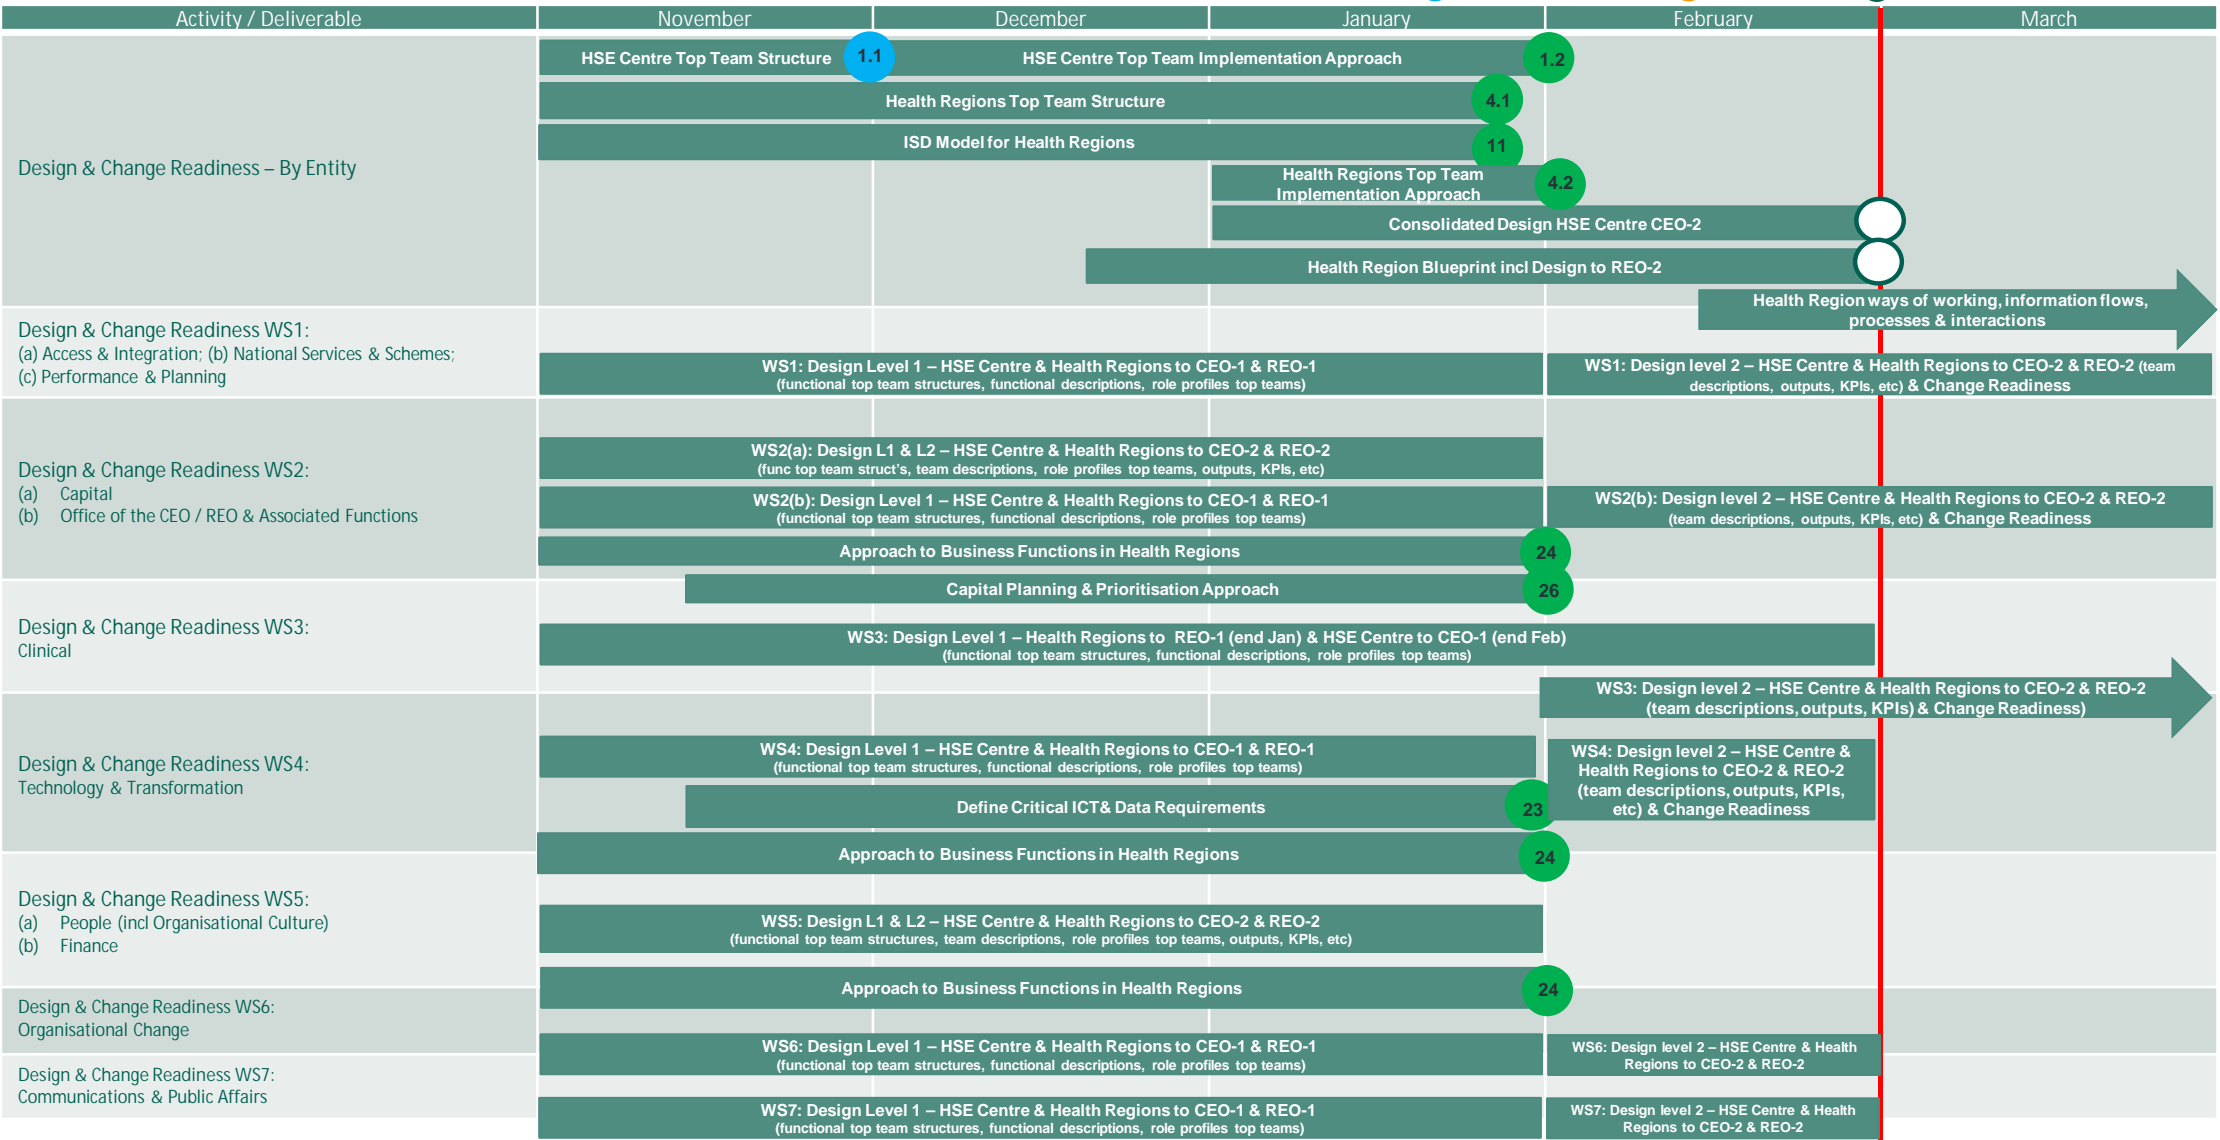 Activity / Deliverable
November
December
January
February
March
HSE Centre Top Team Structure
1.1
HSE Centre Top Team Implementation Approach
1.2
Health Regions Top Team Structure
4.1
ISD Model for Health Regions
11
Design & Change Readiness – By Entity
Health Regions Top Team
Implementation Approach
4.2
Consolidated Design HSE Centre CEO-2
Health Region Blueprint incl Design to REO-2
Health Region ways of working, information flows,
processes & interactions
Design & Change Readiness WS1:
(a) Access & Integration; (b) National Services & Schemes;
(c) Performance & Planning
WS1: Design Level 1 – HSE Centre & Health Regions to CEO-1 & REO-1
(functional top team structures, functional descriptions, role profiles top teams)
WS1: Design level 2 – HSE Centre & Health Regions to CEO-2 & REO-2 (team
descriptions, outputs, KPIs, etc) & Change Readiness
Design & Change Readiness WS2:
(a) Capital
(b) Office of the CEO / REO & Associated Functions
WS2(a): Design L1 & L2 – HSE Centre & Health Regions to CEO-2 & REO-2
(func top team struct's, team descriptions, role profiles top teams, outputs, KPIs, etc)
WS2(b): Design Level 1 – HSE Centre & Health Regions to CEO-1 & REO-1
(functional top team structures, functional descriptions, role profiles top teams)
WS2(b): Design level 2 – HSE Centre & Health Regions to CEO-2 & REO-2
(team descriptions, outputs, KPIs, etc) & Change Readiness
Approach to Business Functions in Health Regions
24
Capital Planning & Prioritisation Approach
26
Design & Change Readiness WS3:
Clinical
WS3: Design Level 1 – Health Regions to REO-1 (end Jan) & HSE Centre to CEO-1 (end Feb)
(functional top team structures, functional descriptions, role profiles top teams)
WS3: Design level 2 – HSE Centre & Health Regions to CEO-2 & REO-2
(team descriptions, outputs, KPIs) & Change Readiness)
Design & Change Readiness WS4:
Technology & Transformation
WS4: Design Level 1 – HSE Centre & Health Regions to CEO-1 & REO-1
(functional top team structures, functional descriptions, role profiles top teams)
WS4: Design level 2 – HSE Centre &
Health Regions to CEO-2 & REO-2
(team descriptions, outputs, KPIs,
etc) & Change Readiness
Define Critical ICT& Data Requirements
23
Approach to Business Functions in Health Regions
24
Design & Change Readiness WS5:
(a) People (incl Organisational Culture)
(b) Finance
WS5: Design L1 & L2 – HSE Centre & Health Regions to CEO-2 & REO-2
(functional top team structures, team descriptions, role profiles top teams, outputs, KPIs, etc)
Approach to Business Functions in Health Regions
24
Design & Change Readiness WS6:
Organisational Change
WS6: Design Level 1 – HSE Centre & Health Regions to CEO-1 & REO-1
(functional top team structures, functional descriptions, role profiles top teams)
WS6: Design level 2 – HSE Centre & Health
Regions to CEO-2 & REO-2
Design & Change Readiness WS7:
Communications & Public Affairs
WS7: Design Level 1 – HSE Centre & Health Regions to CEO-1 & REO-1
(functional top team structures, functional descriptions, role profiles top teams)
WS7: Design level 2 – HSE Centre & Health
Regions to CEO-2 & REO-2